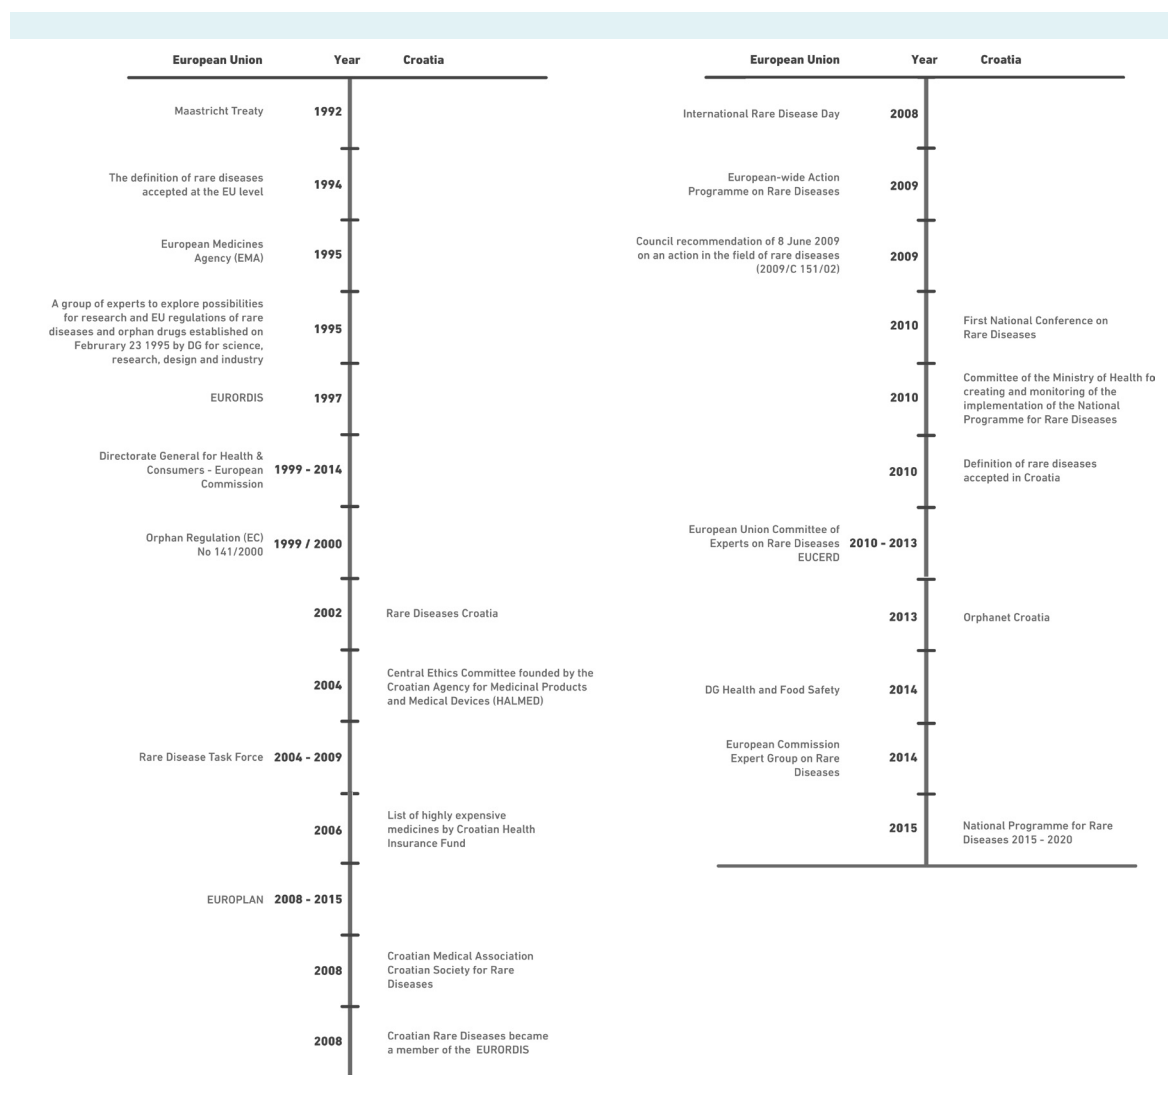 European Union Year Croatia
Maastricht Treaty 1992
The definition of rare diseases
accepted at the EU level
1994
European Medicines
Agency (EMA)
1995
A group of experts to explore possibilities
for research and EU regulations of rare
diseases and orphan drugs established on
Februrary 23 1995 by DG for science,
research, design and industry
1995
EURORDIS 1997
Directorate General for Health &
Consumers - European
Commission
1999 - 2014
Orphan Regulation (EC)
No 141/2000
1999 / 2000
2002 Rare Diseases Croatia
2004
Central Ethics Committee founded by the
Croatian Agency for Medicinal Products
and Medical Devices (HALMED)
Rare Disease Task Force 2004 - 2009
2006
List of highly expensive
medicines by Croatian Health
Insurance Fund
EUROPLAN 2008 - 2015
2008
Croatian Medical Association
Croatian Society for Rare
Diseases
2008
Croatian Rare Diseases became
a member of the EURORDIS
European Union Year Croatia
International Rare Disease Day 2008
European-wide Action
Programme on Rare Diseases
2009
Council recommendation of 8 June 2009
on an action in the field of rare diseases
(2009/C 151/02)
2009
2010
First National Conference on
Rare Diseases
2010
Committee of the Ministry of Health fo
creating and monitoring of the
implementation of the National
Programme for Rare Diseases
2010
Definition of rare diseases
accepted in Croatia
European Union Committee of
Experts on Rare Diseases
EUCERD
2010 - 2013
2013 Orphanet Croatia
DG Health and Food Safety 2014
European Commission
Expert Group on Rare
Diseases
2014
2015
National Programme for Rare
Diseases 2015 - 2020